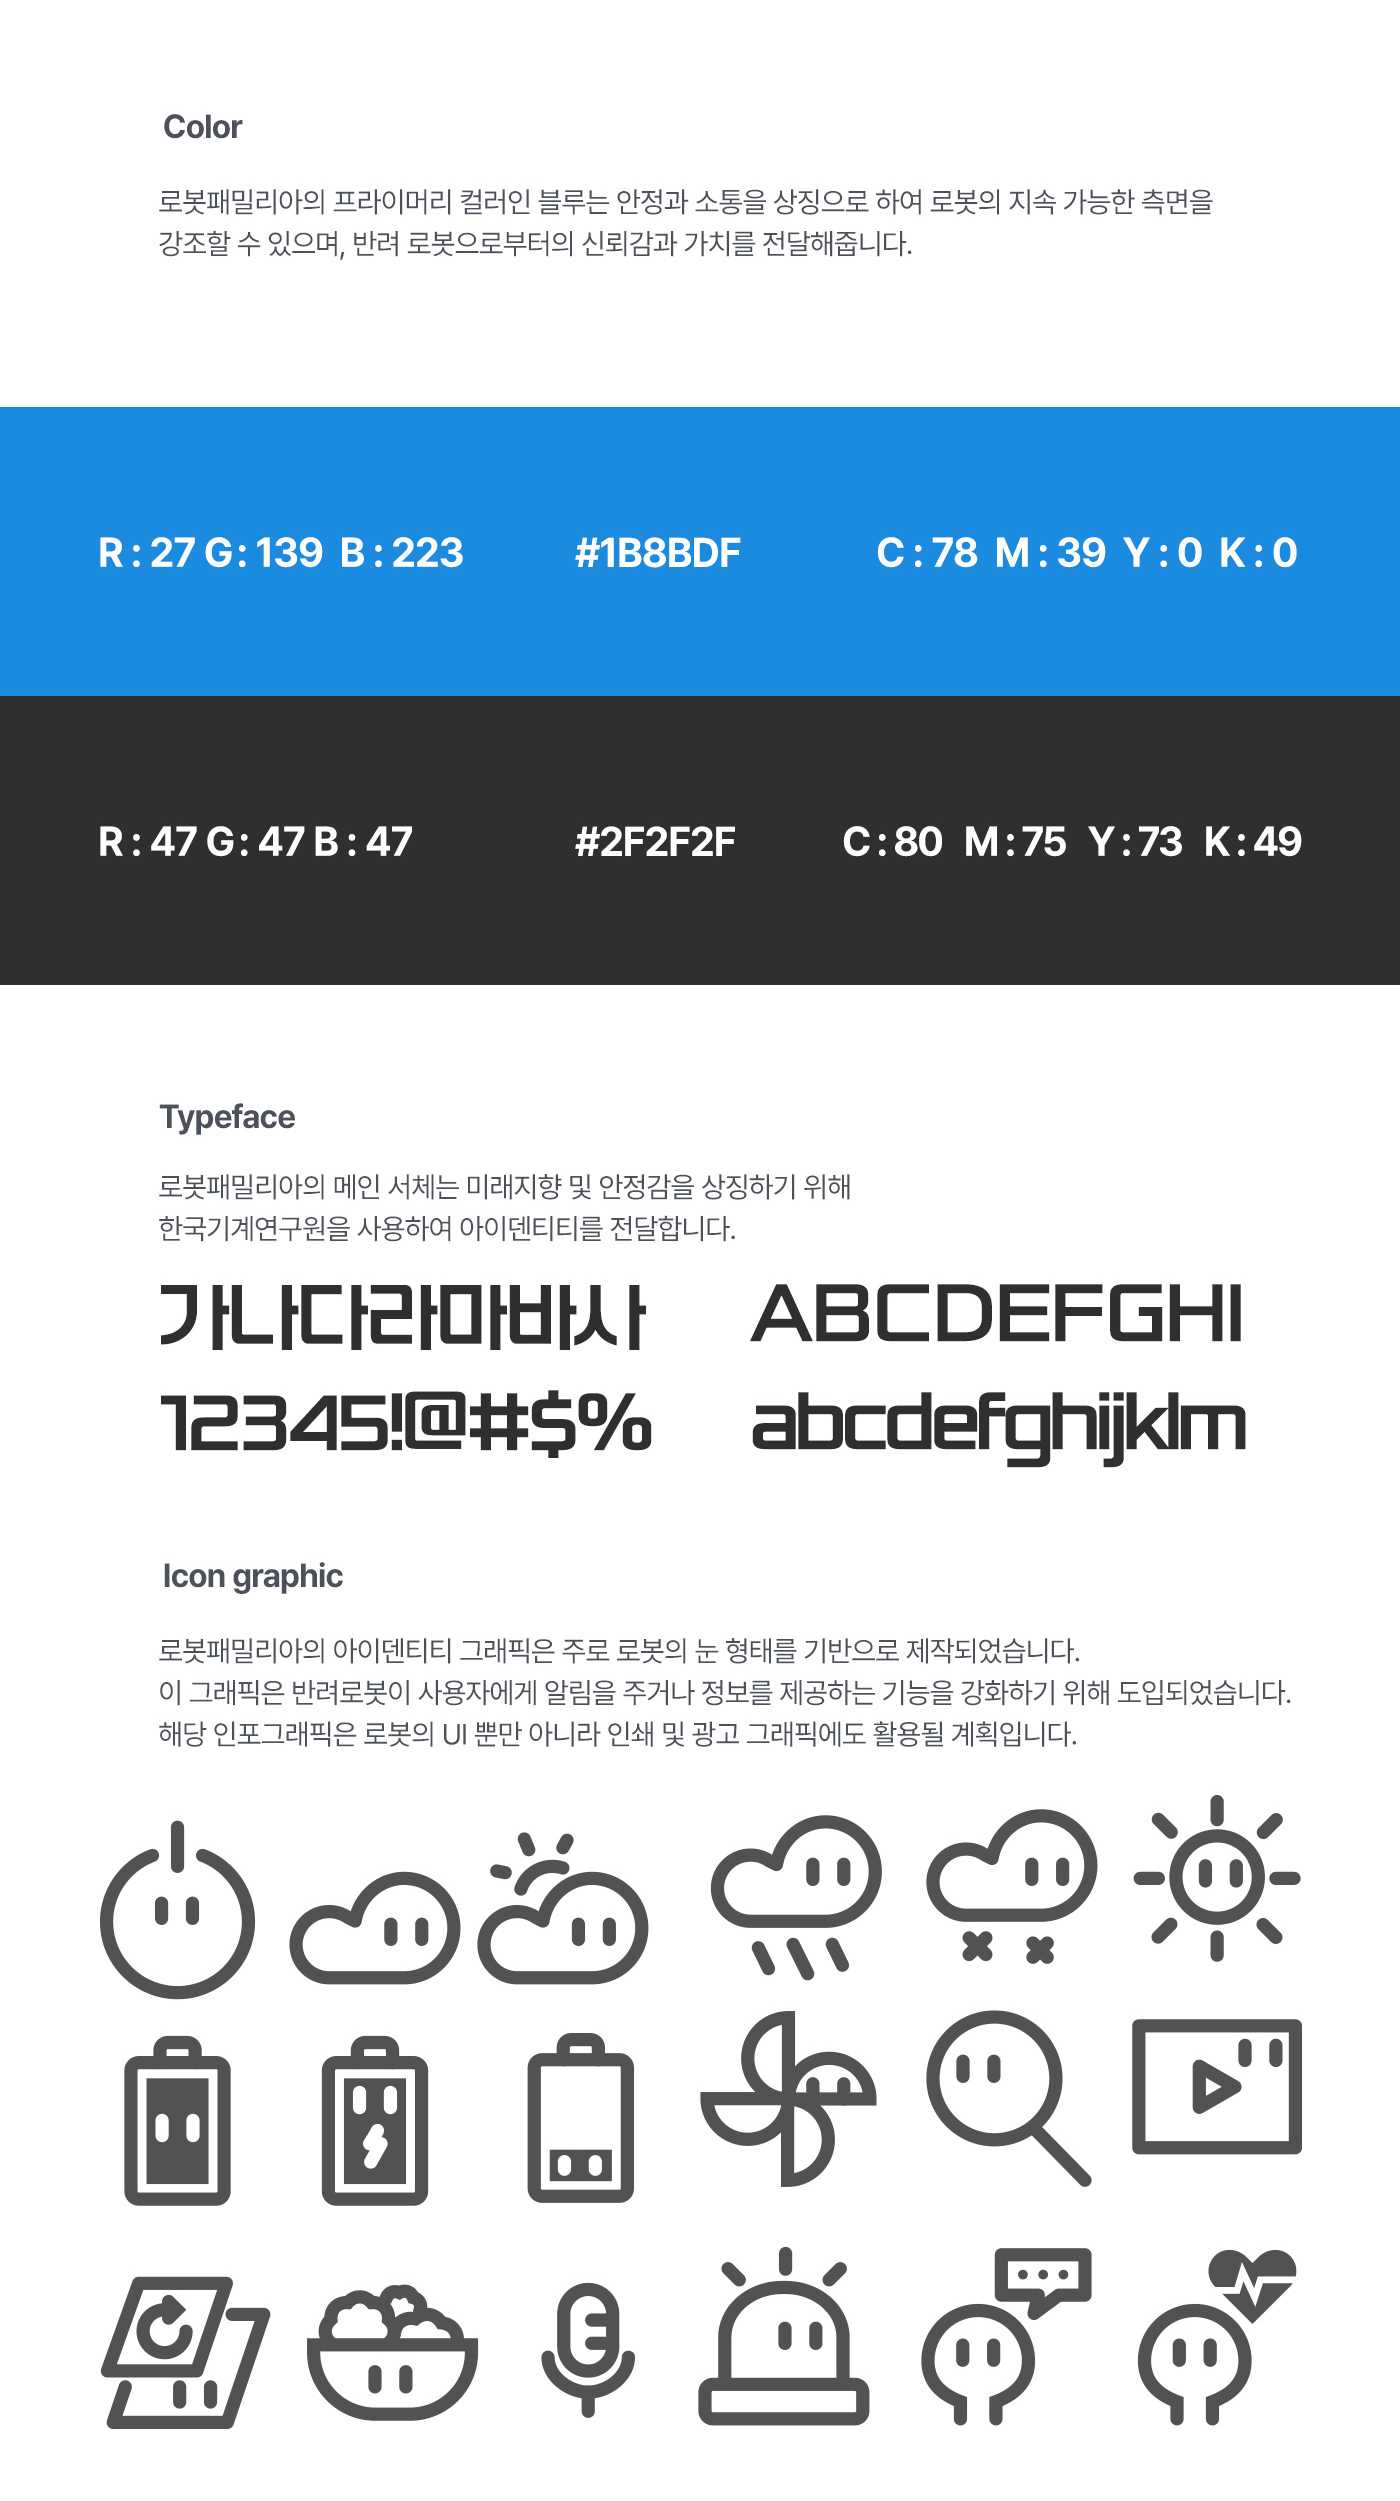 Color
로봇패밀리아의 프라이머리 컬러인 블루는 안정과 소통을 상징으로 하여 로봇의 지속 가능한 측면을
강조할 수 있으며, 반려 로봇으로부터의 신뢰감과 가치를 전달해줍니다.
R : 27 G : 139 B : 223 #1B8BDF C : 78 M : 39 Y : 0 K : 0
R : 47 G : 47 B : 47 #2F2F2F C : 80 M : 75 Y : 73 K : 49
Typeface
로봇패밀리아의 메인 서체는 미래지향 및 안정감을 상징하기 위해
한국기계연구원을 사용하여 아이덴티티를 전달합니다.
가나다라마바사 ABCDEFGHI
12345!@#$% abcdefghijklm
Icon graphic
로봇패밀리아의 아이덴티티 그래픽은 주로 로봇의 눈 형태를 기반으로 제작되었습니다.
이 그래픽은 반려로봇이 사용자에게 알림을 주거나 정보를 제공하는 기능을 강화하기 위해 도입되었습니다.
해당 인포그래픽은 로봇의 UI 뿐만 아니라 인쇄 및 광고 그래픽에도 활용될 계획입니다.